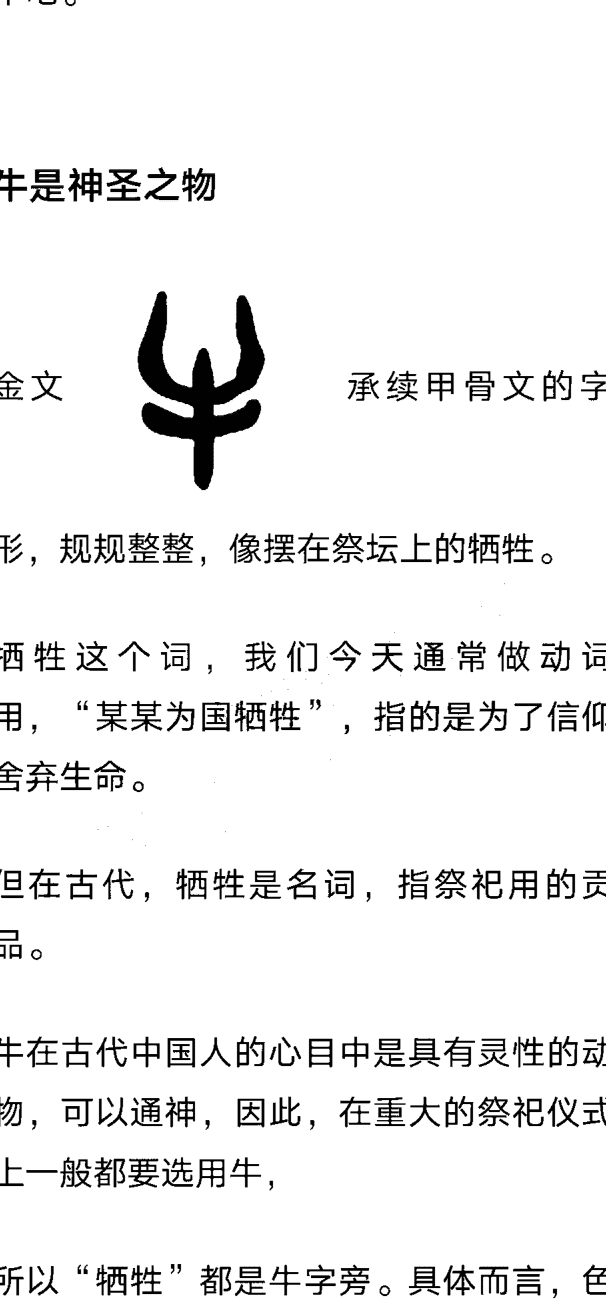 牛是神圣之物
金文 承续甲骨文的字
形，规规整整，像摆在祭坛上的牺牲。
牺牲这个词，我们今天通常做动词
用，“某某为国牺牲”，指的是为了信仰
舍弃生命。
但在古代，牺牲是名词，指祭祀用的贡
品。
牛在古代中国人的心目中是具有灵性的动
物，可以通神，因此，在重大的祭祀仪式
上一般都要选用牛，
所以“牺牲”都是牛字旁。具体而言，色